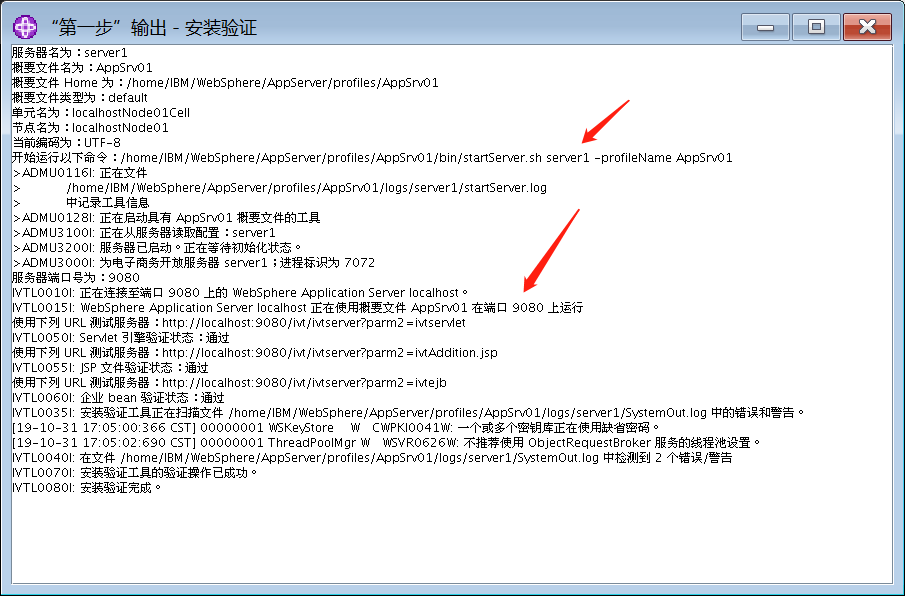 “第一步”输出 - 安装验证
服务器名为：server1
概要文件名为：AppSrv01
概要文件 Home 为：/home/IBM/WebSphere/AppServer/profiles/AppSrv01
概要文件类型为：default
单元名为：localhostNode01Cell
节点名为：localhostNode01
当前编码为：UTF-8
开始运行以下命令：/home/IBM/WebSphere/AppServer/profiles/AppSrv01/bin/startServer.sh server1 -profileName AppSrv01
>ADMU0116I: 正在文件
> /home/IBM/WebSphere/AppServer/profiles/AppSrv01/logs/server1/startServer.log
> 中记录工具信息
>ADMU0128I: 正在启动具有 AppSrv01 概要文件的工具
>ADMU3100I: 正在从服务器读取配置：server1
>ADMU3200I: 服务器已启动。正在等待初始化状态。
>ADMU3000I: 为电子商务开放服务器 server1；进程标识为 7072
服务器端口号为：9080
IVTL0010I: 正在连接至端口 9080 上的 WebSphere Application Server localhost。
IVTL0015I: WebSphere Application Server localhost 正在使用概要文件 AppSrv01 在端口 9080 上运行
使用下列 URL 测试服务器：http://localhost:9080/ivt/ivtserver?parm2=ivtservlet
IVTL0050I: Servlet 引擎验证状态：通过
使用下列 URL 测试服务器：http://localhost:9080/ivt/ivtserver?parm2=ivtAddition.jsp
IVTL0055I: JSP 文件验证状态：通过
使用下列 URL 测试服务器：http://localhost:9080/ivt/ivtserver?parm2=ivtejb
IVTL0060I: 企业 bean 验证状态：通过
IVTL0035I: 安装验证工具正在扫描文件 /home/IBM/WebSphere/AppServer/profiles/AppSrv01/logs/server1/SystemOut.log 中的错误和警告。
[19-10-31 17:05:00:366 CST] 00000001 WSKeyStore W CWPKI0041W: 一个或多个密钥库正在使用缺省密码。
[19-10-31 17:05:02:690 CST] 00000001 ThreadPoolMgr W WSVR0626W: 不推荐使用 ObjectRequestBroker 服务的线程池设置。
IVTL0040I: 在文件 /home/IBM/WebSphere/AppServer/profiles/AppSrv01/logs/server1/SystemOut.log 中检测到 2 个错误/警告
IVTL0070I: 安装验证工具的验证操作已成功。
IVTL0080I: 安装验证完成。